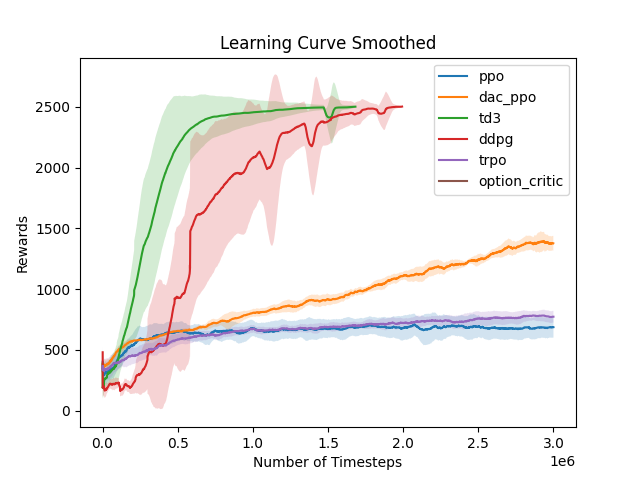 Learning Curve Smoothed
ppo
dac_ppo
td3
ddpg
trpo
option_critic
Rewards
2500
2000
1500
1000
500
0
0.0 0.5 1.0 1.5 2.0 2.5 3.0
1e6
Number of Timesteps